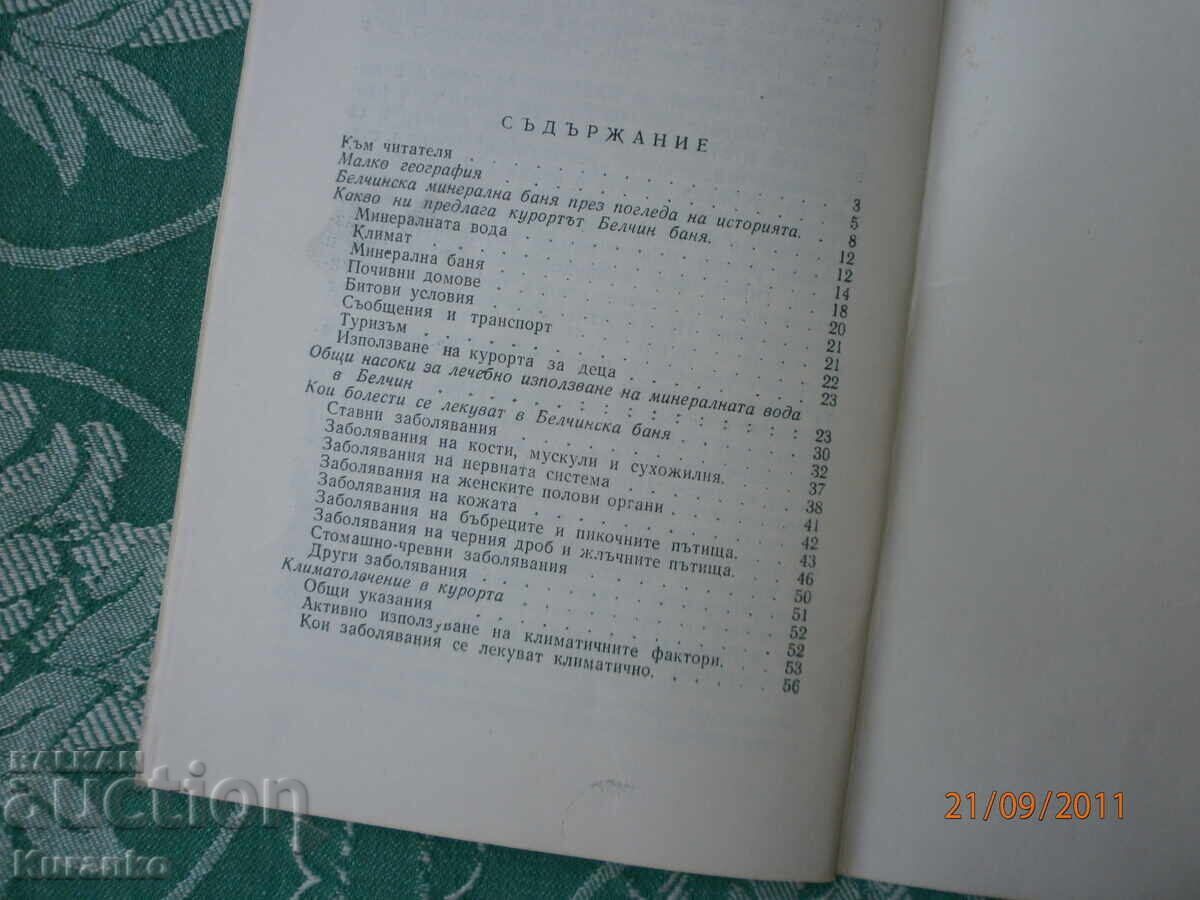 СЪДЪРЖАНИЕ
Към читателя . . . . . . . . 3
Малко география . . . . . . . . 5
Белчинска минерална баня през погледа на историята. . 8
Какво ни предлага курортът Белчин баня. . . . . 12
Минералната вода . . . . . . . . 12
Климат . . . . . . . . 14
Минерална баня . . . . . . . . 18
Почивни домове . . . . . . . . 20
Битови условия . . . . . . . . 21
Съобщения и транспорт . . . . . . . . 21
Туризъм . . . . . . . . 22
Използване на курорта за деца . . . . . . 23
Общи насоки за лечебно използване на минералната вода
в Белчин . . . . . . . . 23
Кои болести се лекуват в Белчинска баня . . . . 30
Ставни заболявания . . . . . . . . 32
Заболявания на кости, мускули и сухожилия. . . . 37
Заболявания на нервната система . . . . . . 38
Заболявания на женските полови органи . . . . 41
Заболявания на кожата . . . . . . . . 42
Заболявания на бъбреците и пикочните пътища. . . 43
Заболявания на черния дроб и жлъчните пътища. . . 46
Стомашно-чревни заболявания . . . . . . 50
Други заболявания . . . . . . . . 51
Климатолвчение в курорта . . . . . . . . 52
Общи указания . . . . . . . . 52
Активно използване на климатичните фактори. . . 53
Кои заболявания се лекуват климатично. . . . . 56
BALKAN
auction
Kuranko
21/09/2011